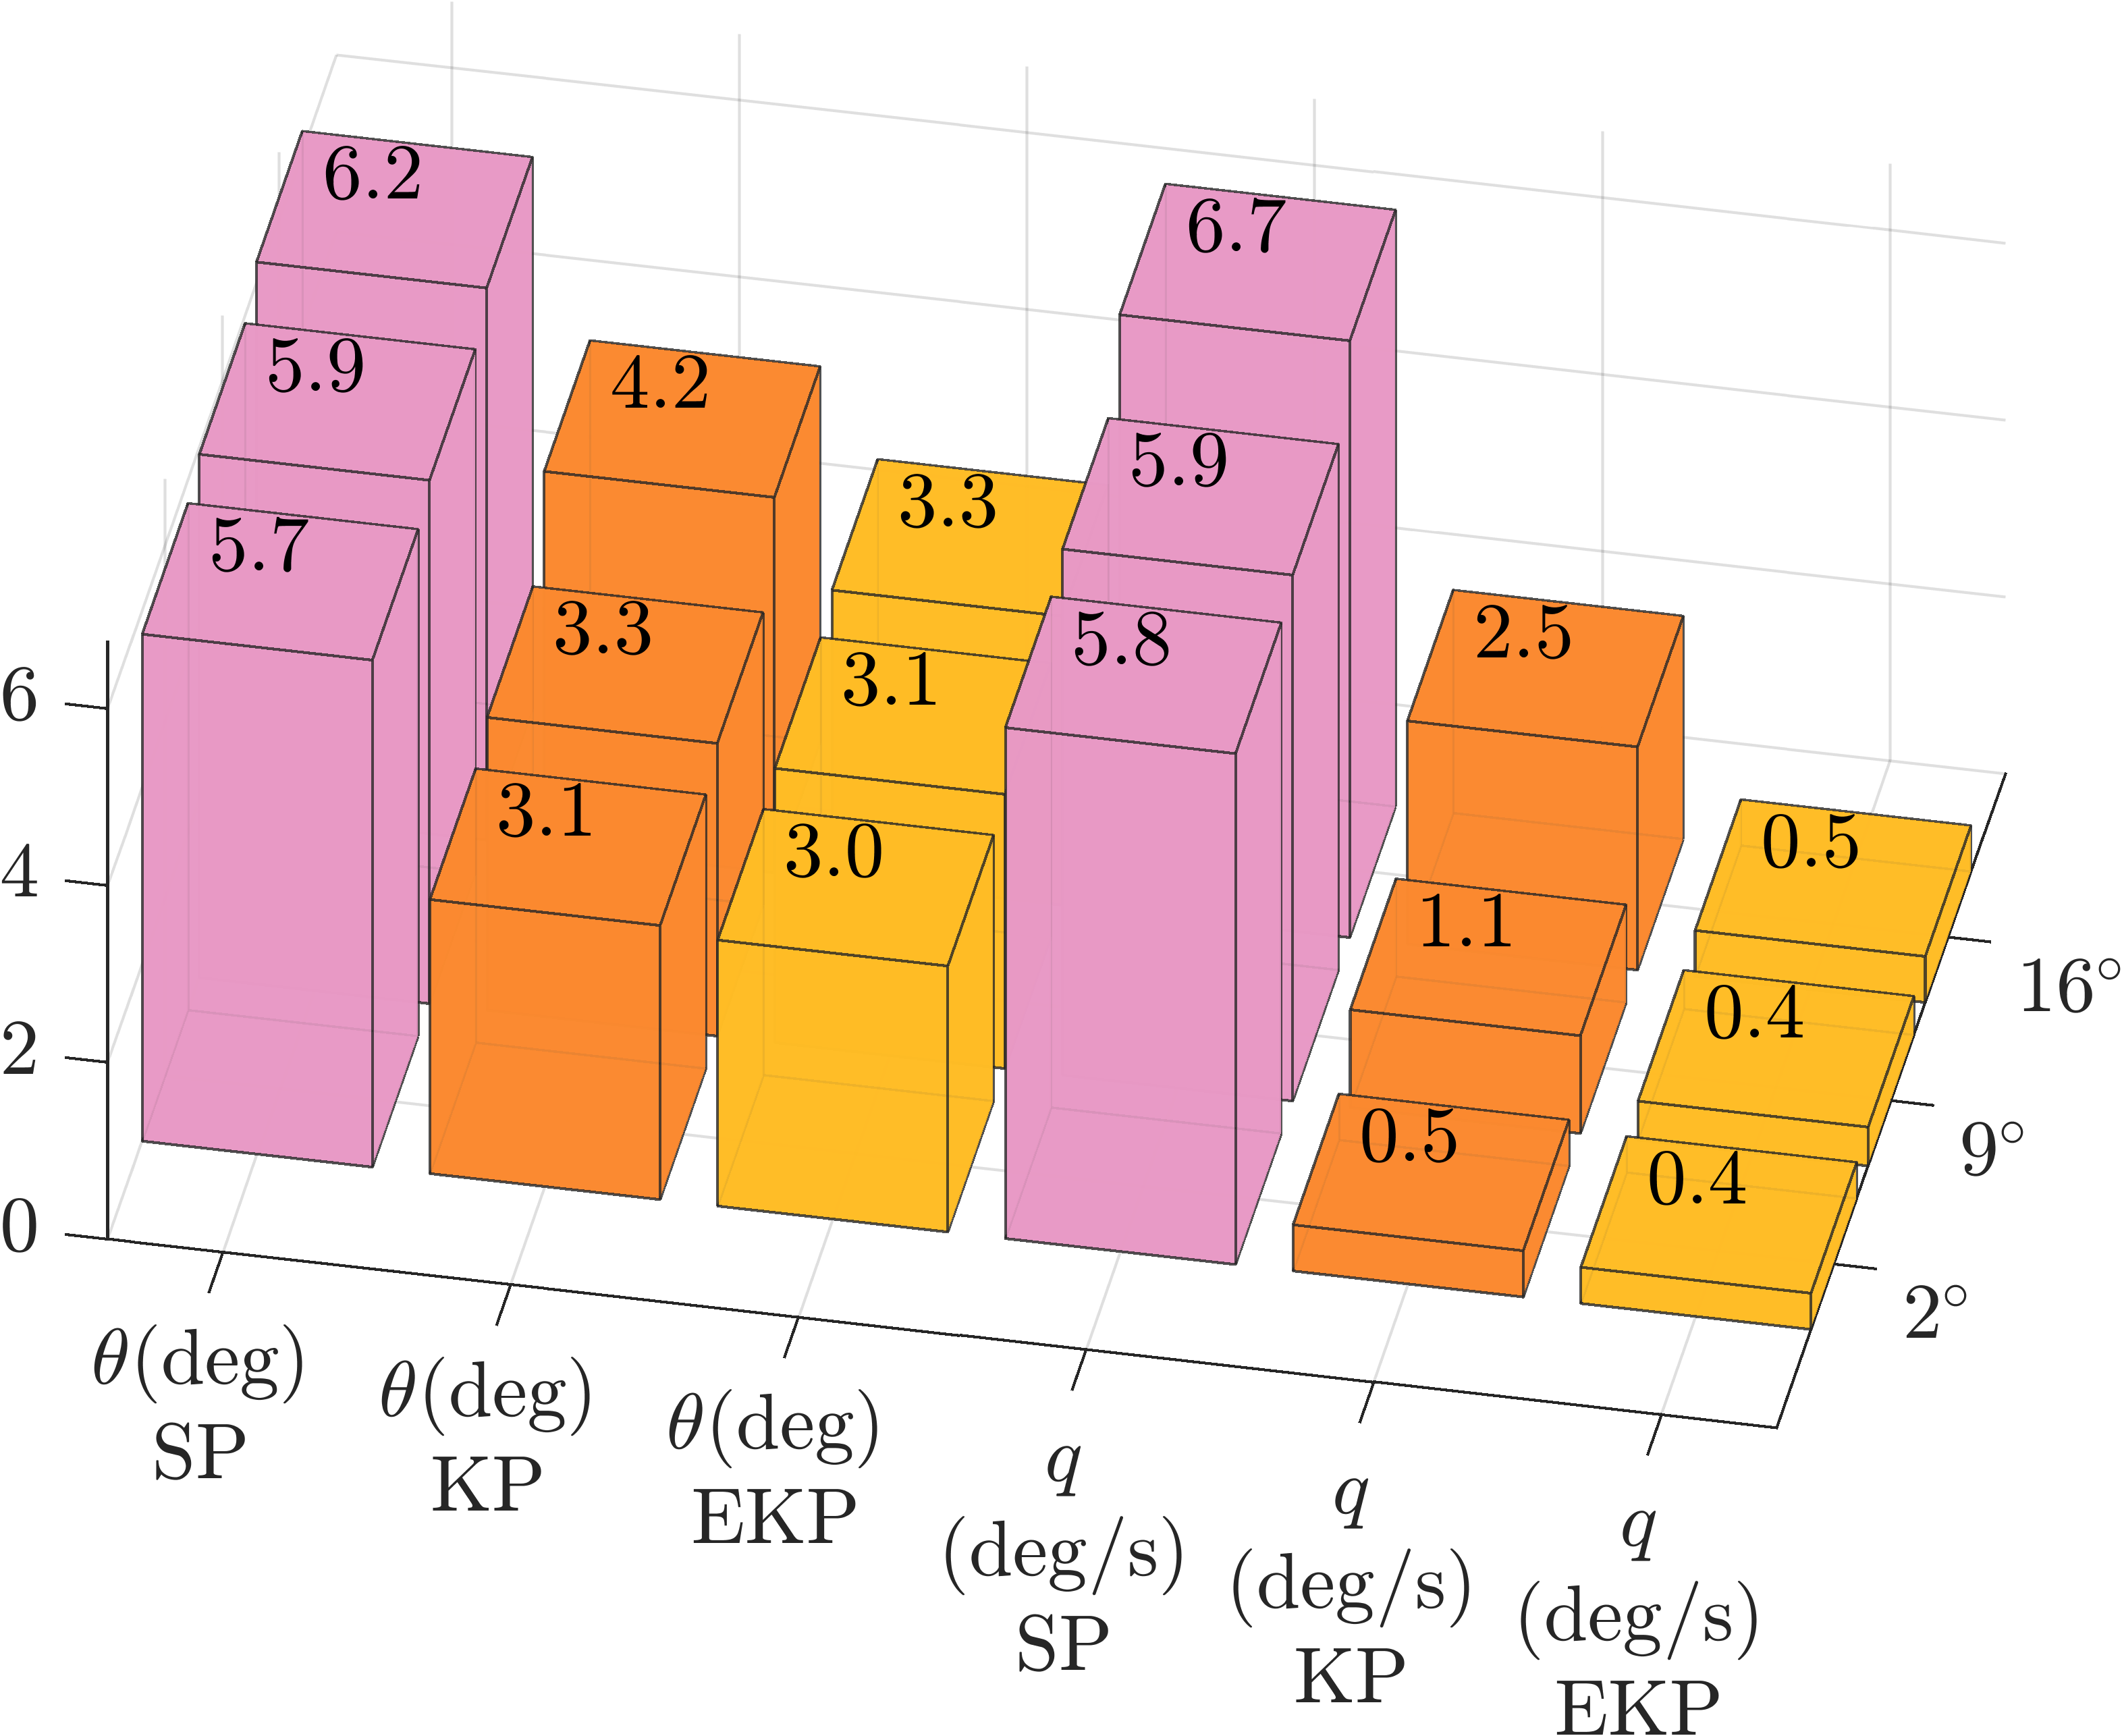 6.2
6.7
5.9
4.2
5.9
3.3
5.7
3.3
3.1
5.8
2.5
3.1
3.0
1.1
0.5
0.5
0.4
0.4
6
4
2
0
16°
9°
2°
θ(deg)
SP
θ(deg)
KP
θ(deg)
EKP
q
(deg/s)
SP
q
(deg/s)
KP
q
(deg/s)
EKP